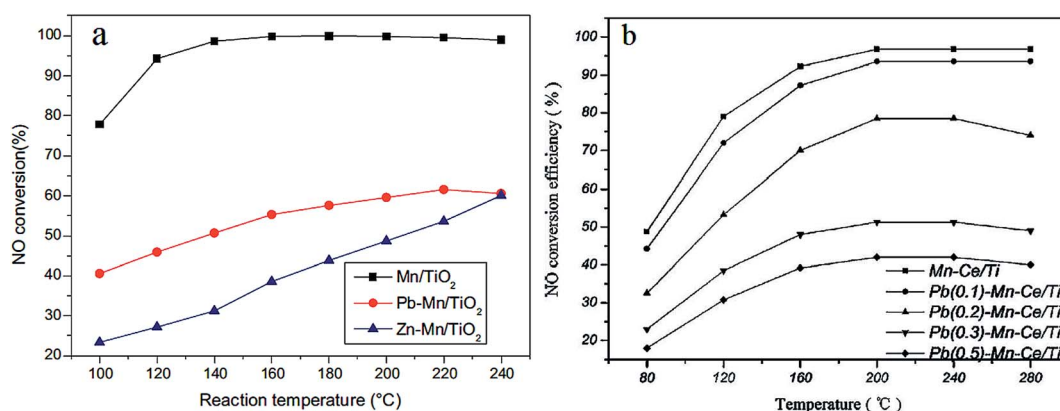 a
100
90
80
70
60
50
40
30
20
NO conversion(%)
Mn/TiO2
Pb-Mn/TiO2
Zn-Mn/TiO2
100 120 140 160 180 200 220 240
Reaction temperature (°C)
b
100
90
80
70
60
50
40
30
20
NO conversion efficiency ( % )
Mn-Ce/Ti
Pb(0.1)-Mn-Ce/Ti
Pb(0.2)-Mn-Ce/Ti
Pb(0.3)-Mn-Ce/Ti
Pb(0.5)-Mn-Ce/Ti
80 120 160 200 240 280
Temperature ( ℃ )